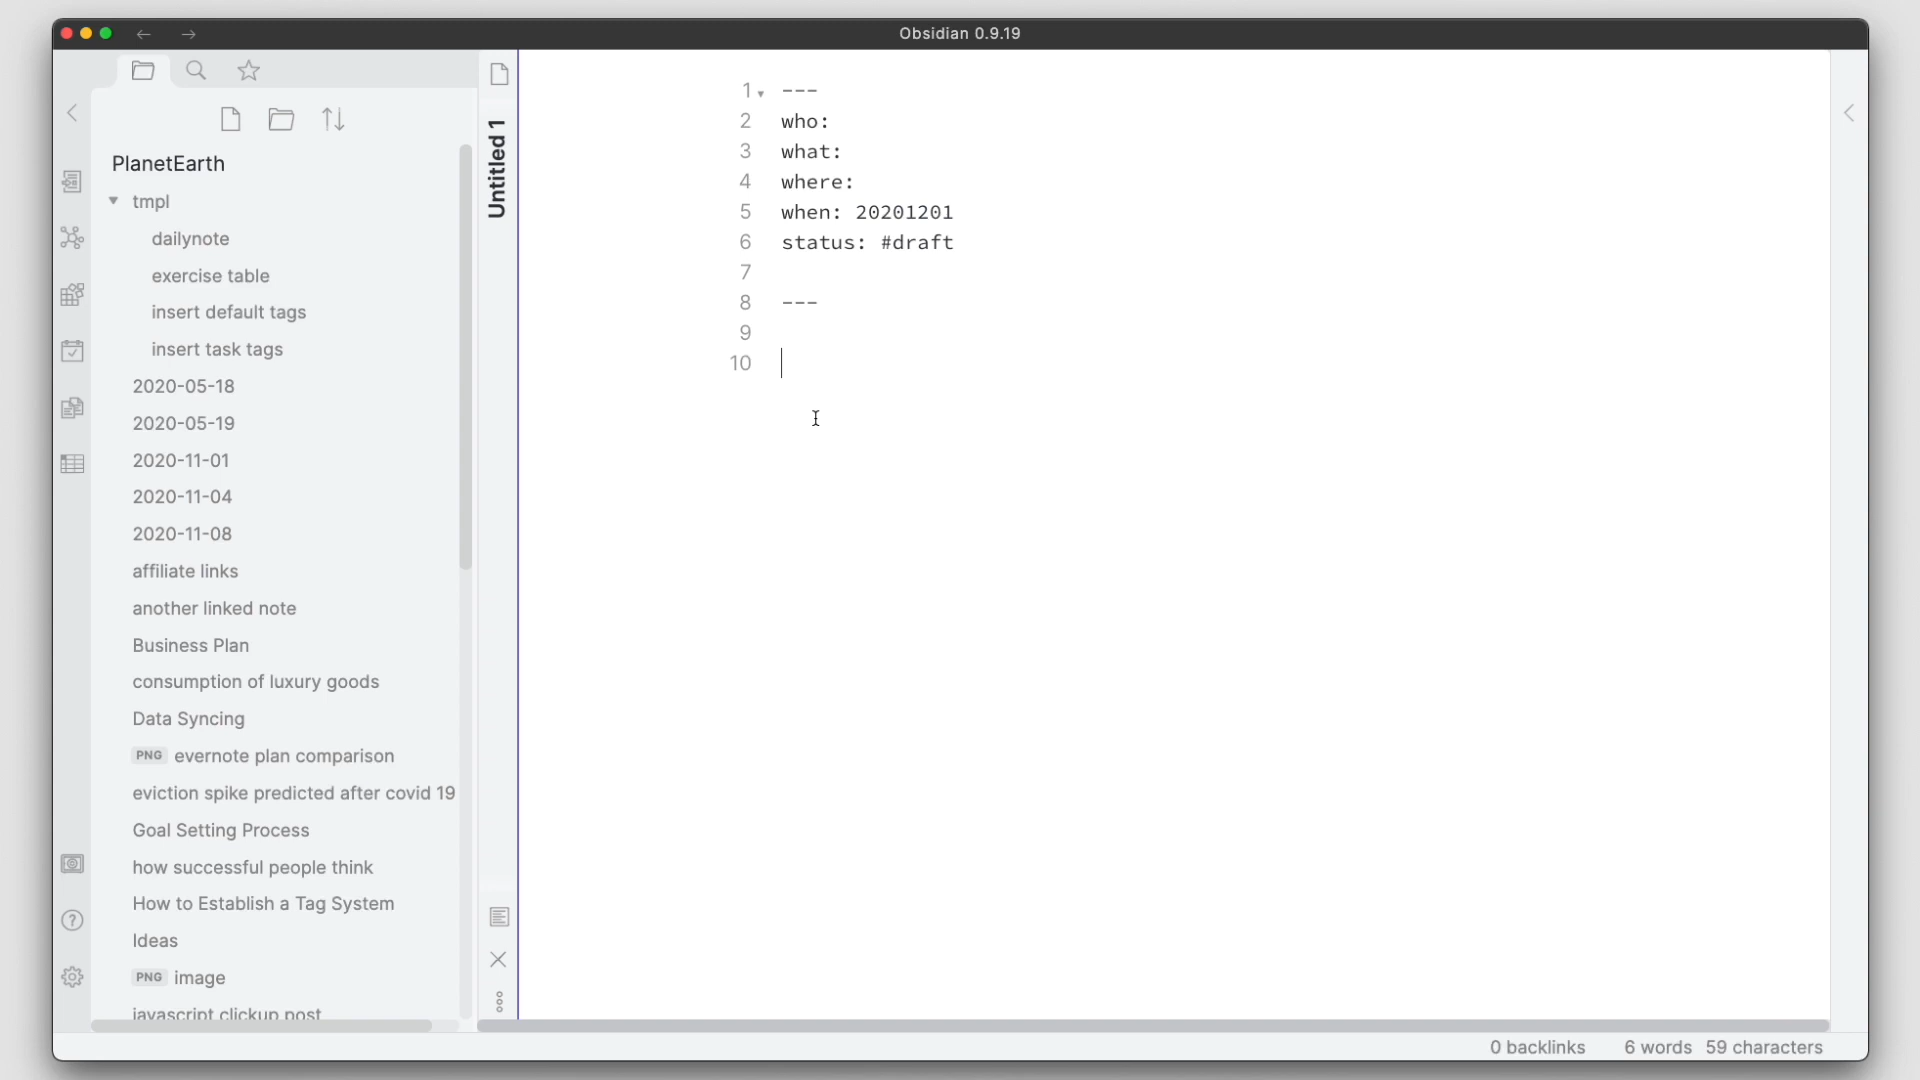 Obsidian 0.9.19
PlanetEarth
tmpl
dailynote
exercise table
insert default tags
insert task tags
2020-05-18
2020-05-19
2020-11-01
2020-11-04
2020-11-08
affiliate links
another linked note
Business Plan
consumption of luxury goods
Data Syncing
PNG evernote plan comparison
eviction spike predicted after covid 19
Goal Setting Process
how successful people think
How to Establish a Tag System
Ideas
PNG image
javascript clickup post
Untitled 1
1 ---
2 who:
3 what:
4 where:
5 when: 20201201
6 status: #draft
7
8 ---
9
10
0 backlinks 6 words 59 characters